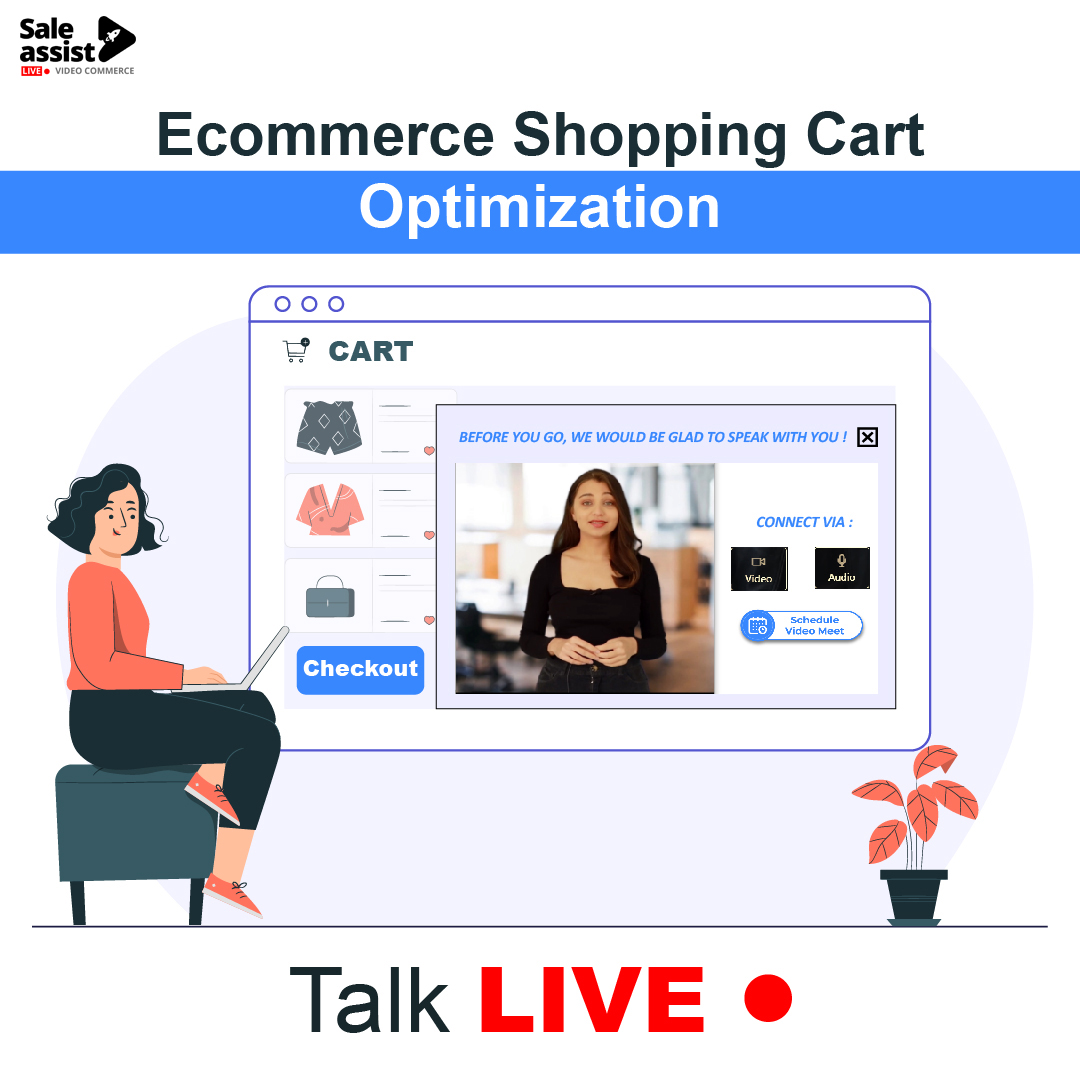 Sale
assist
LIVE VIDEO COMMERCE
Ecommerce Shopping Cart
Optimization
CART
BEFORE YOU GO, WE WOULD BE GLAD TO SPEAK WITH YOU !
CONNECT VIA :
Video
Audio
Schedule
Video Meet
Checkout
Talk LIVE